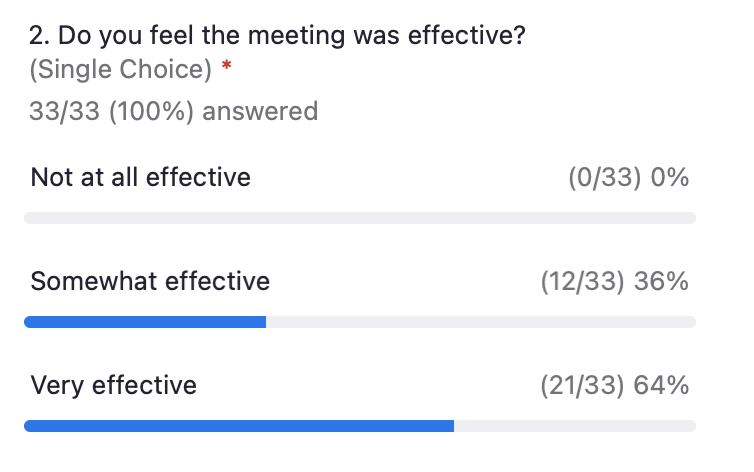 2. Do you feel the meeting was effective?
(Single Choice) *
33/33 (100%) answered
Not at all effective (0/33) 0%
Somewhat effective (12/33) 36%
Very effective (21/33) 64%